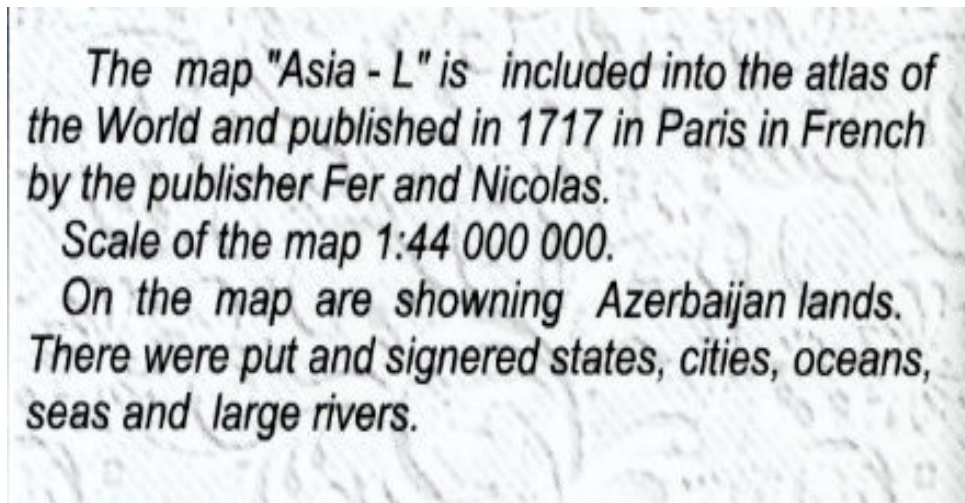 The map "Asia - L" is included into the atlas of
the World and published in 1717 in Paris in French
by the publisher Fer and Nicolas.
Scale of the map 1:44 000 000.
On the map are showning Azerbaijan lands.
There were put and signered states, cities, oceans,
seas and large rivers.